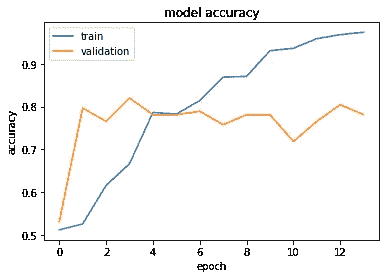 model accuracy
train
validation
accuracy
0.9
0.8
0.7
0.6
0.5
0 2 4 6 8 10 12
epoch